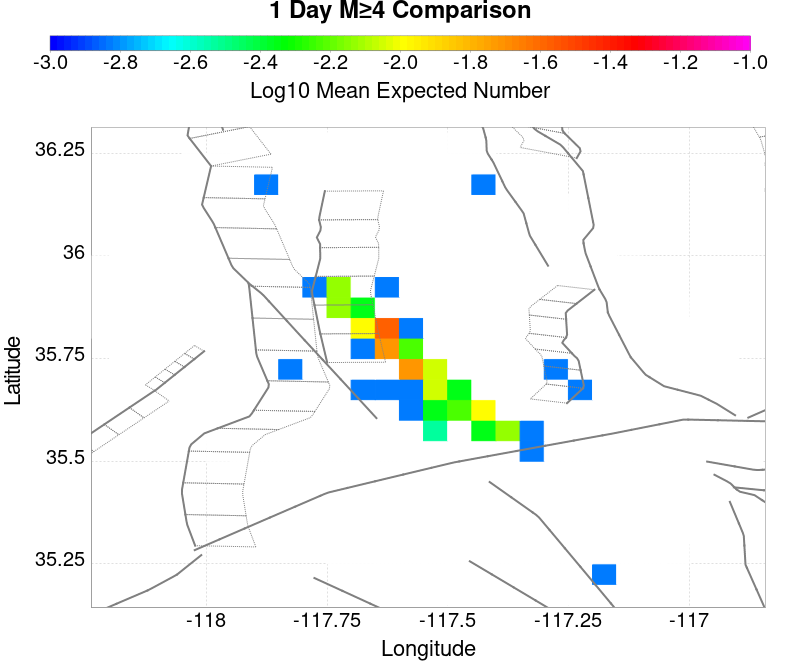 1 Day M≥4 Comparison
-3.0 -2.8 -2.6 -2.4 -2.2 -2.0 -1.8 -1.6 -1.4 -1.2 -1.0
Log10 Mean Expected Number
36.25
36
35.75
35.5
35.25
Latitude
-118 -117.75 -117.5 -117.25 -117
Longitude